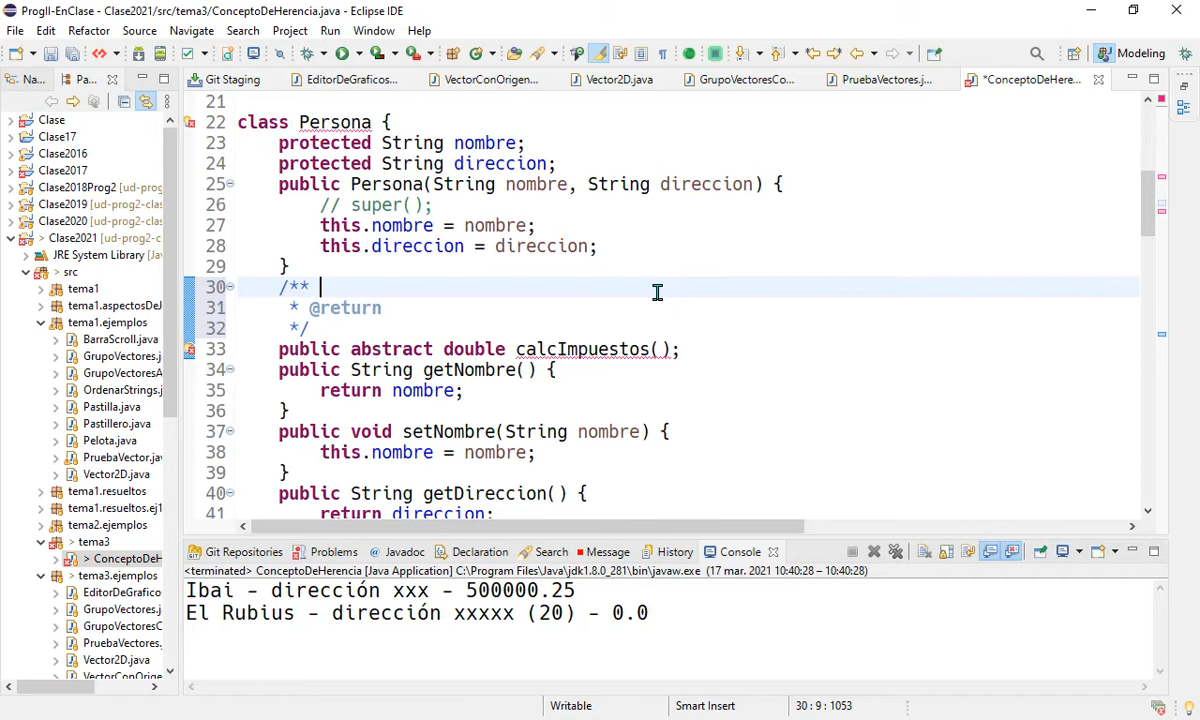 ProgII-EnClase - Clase2021/src/tema3/ConceptoDeHerencia.java - Eclipse IDE
File Edit Refactor Source Navigate Search Project Run Window Help
Modeling
Na... Pa...
Git Staging EditorDeGraficos... VectorConOrigen... Vector2D.java GrupoVectoresCo... PruebaVectores.j... *ConceptoDeHere...
Clase
Clase17
Clase2016
Clase2017
Clase2018Prog2 [ud-prog
Clase2019 [ud-prog2-clas
Clase2020 [ud-prog2-clas
> Clase2021 [ud-prog2-c
JRE System Library [Java
> src
tema1
tema1.aspectosDeJ
tema1.ejemplos
BarraScroll.java
GrupoVectores.j
GrupoVectoresA
OrdenarStrings.j
Pastilla.java
Pastillero.java
Pelota.java
PruebaVector.jav
Vector2D.java
tema1.resueltos
tema1.resueltos.ej1
tema2.ejemplos
> tema3
> ConceptoDeH
tema3.ejemplos
EditorDeGrafico
GrupoVectores.j
GrupoVectoresC
PruebaVectores.
Vector2D.java
VectorConOrigen
21
22 class Persona {
23 protected String nombre;
24 protected String direccion;
25 public Persona(String nombre, String direccion) {
26 // super();
27 this.nombre = nombre;
28 this.direccion = direccion;
29 }
30 /**
31 * @return
32 */
33 public abstract double calcImpuestos();
34 public String getNombre() {
35 return nombre;
36 }
37 public void setNombre(String nombre) {
38 this.nombre = nombre;
39 }
40 public String getDireccion() {
41 return direccion;
Git Repositories Problems Javadoc Declaration Search Message History Console
<terminated> ConceptoDeHerencia [Java Application] C:\Program Files\Java\jdk1.8.0_281\bin\javaw.exe (17 mar. 2021 10:40:28 – 10:40:28)
Ibai - dirección xxx - 500000.25
El Rubius - dirección xxxxx (20) - 0.0
Writable Smart Insert 30 : 9 : 1053